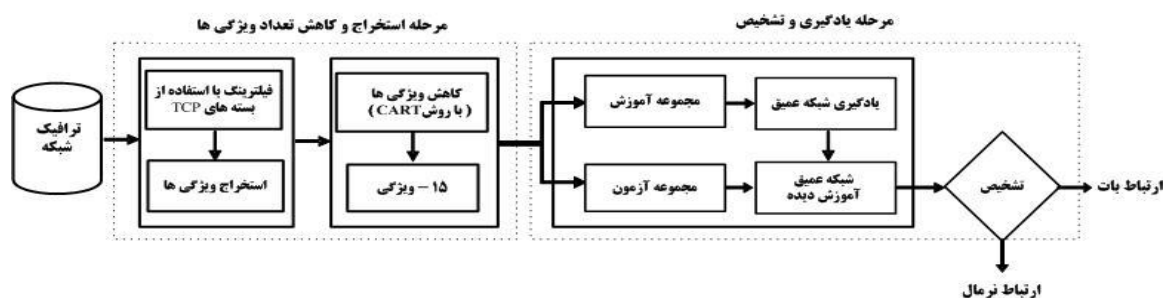 مرحله استخراج و کاهش تعداد ویژگی ها
مرحله یادگیری و تشخیص
ترافیک
شبکه
فیلترینگ با استفاده از
بسته های TCP
استخراج ویژگی ها
کاهش ویژگی ها
( با روش CART)
۱۵ – ویژگی
مجموعه آموزش
یادگیری شبکه عمیق
مجموعه آزمون
شبکه عمیق
آموزش دیده
تشخیص
ارتباط بات
ارتباط نرمال